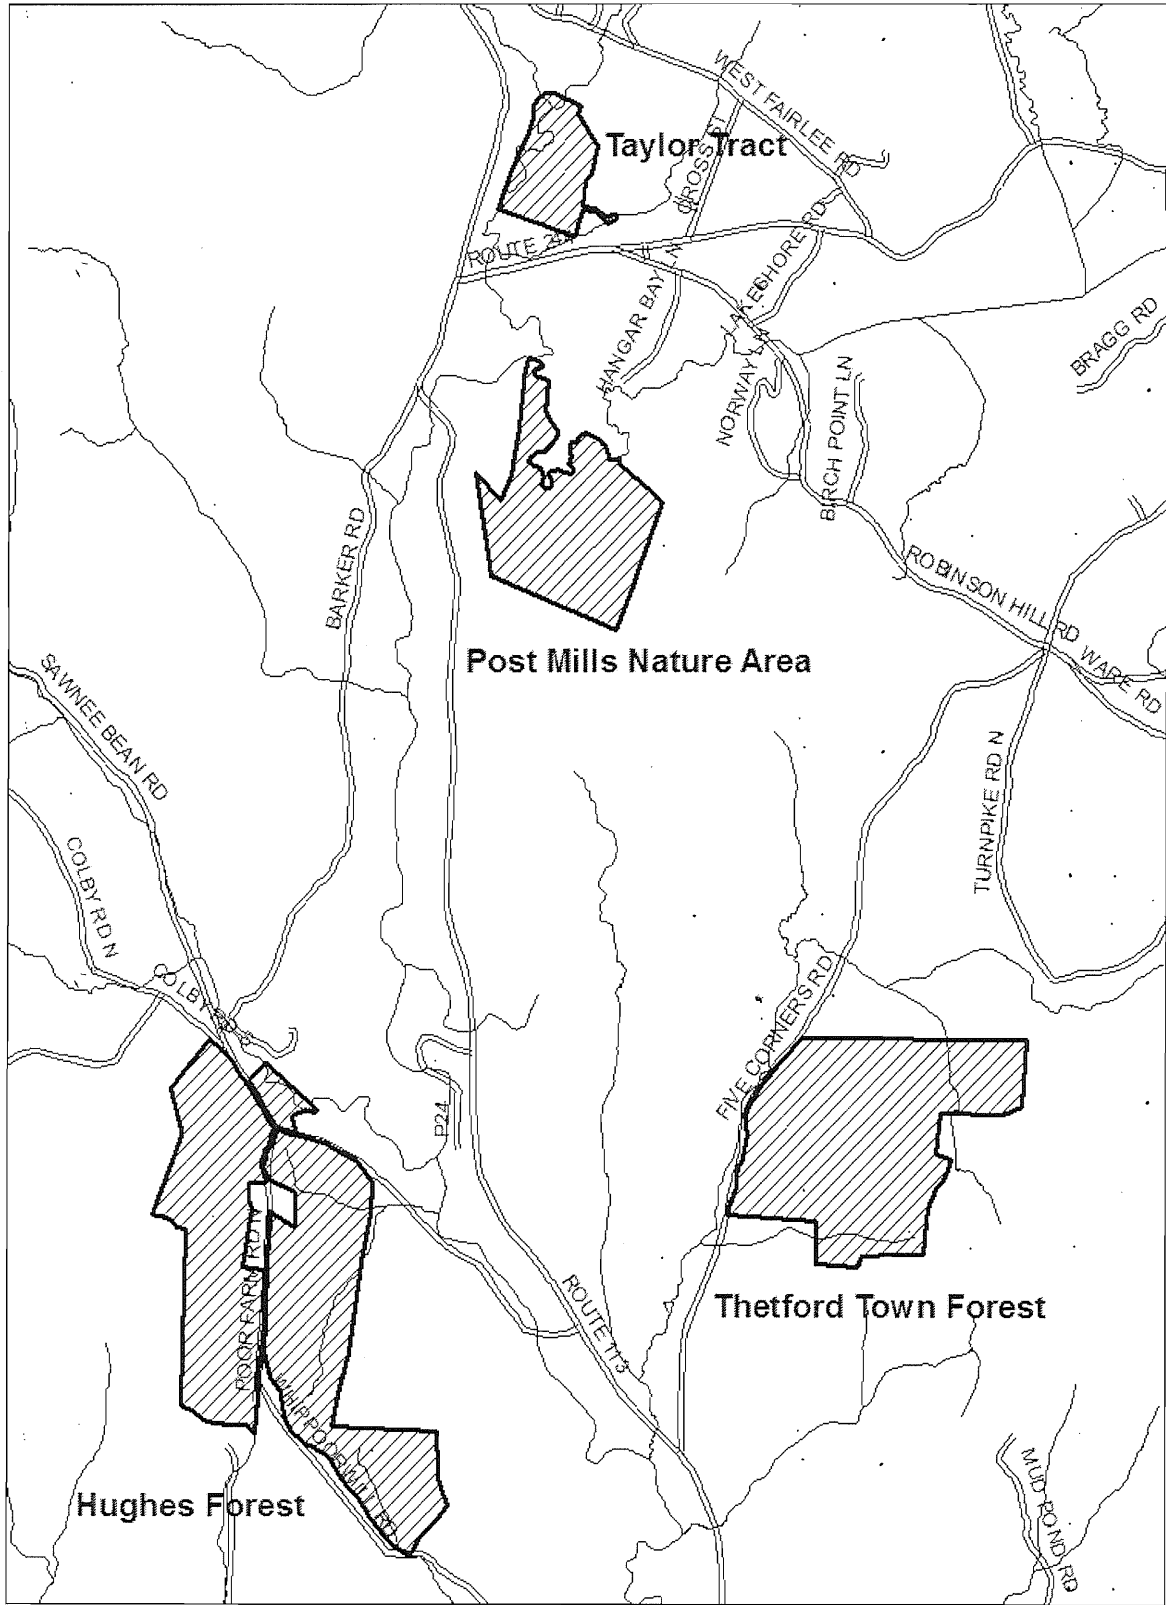 WEST FAIRLEE RD
Taylor Tract
CROSS ST
ROUTE 244
LAKESHORE RD
HANGAR BAY LN
NORWAY LN
BRAGG RD
BIRCH POINT LN
BARKER RD
ROBINSON HILL RD
WARE RD
Post Mills Nature Area
SAWNEE BEAN RD
TURNPIKE RD N
COLBY RD N
COLBY RD S
FIVE CORNERS RD
P24
POOR FARM RD N
ROUTE 113
Thetford Town Forest
WHIPPOORWILL RD
Hughes Forest
MUD POND RD